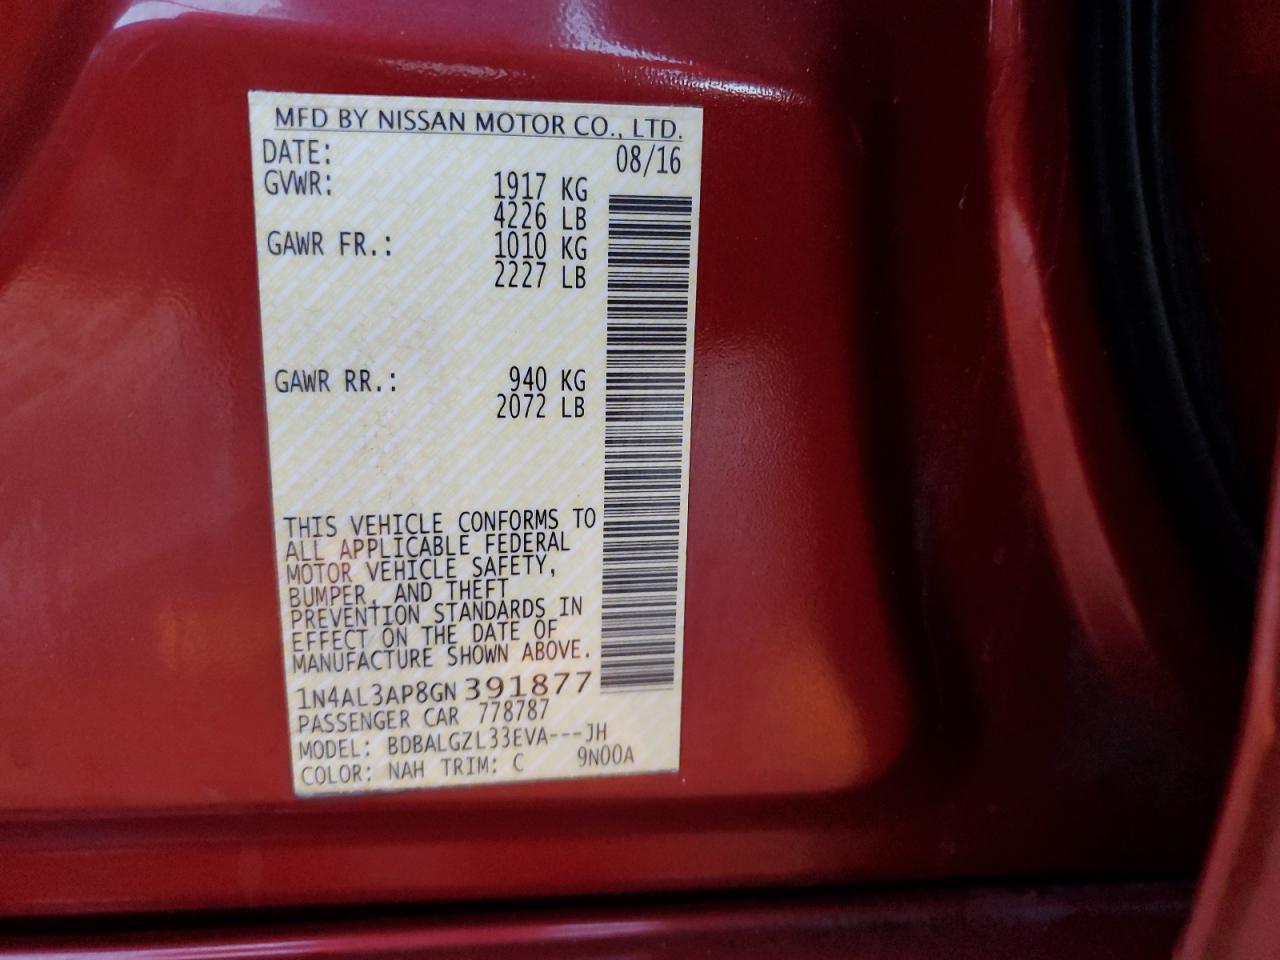 MFD BY NISSAN MOTOR CO., LTD.
DATE: 08/16
GVWR: 1917 KG
4226 LB
GAWR FR.: 1010 KG
2227 LB
GAWR RR.: 940 KG
2072 LB
THIS VEHICLE CONFORMS TO
ALL APPLICABLE FEDERAL
MOTOR VEHICLE SAFETY,
BUMPER, AND THEFT
PREVENTION STANDARDS IN
EFFECT ON THE DATE OF
MANUFACTURE SHOWN ABOVE.
1N4AL3AP8GN391877
PASSENGER CAR 778787
MODEL: BDBALGZL33EVA---JH
COLOR: NAH TRIM: C 9N00A